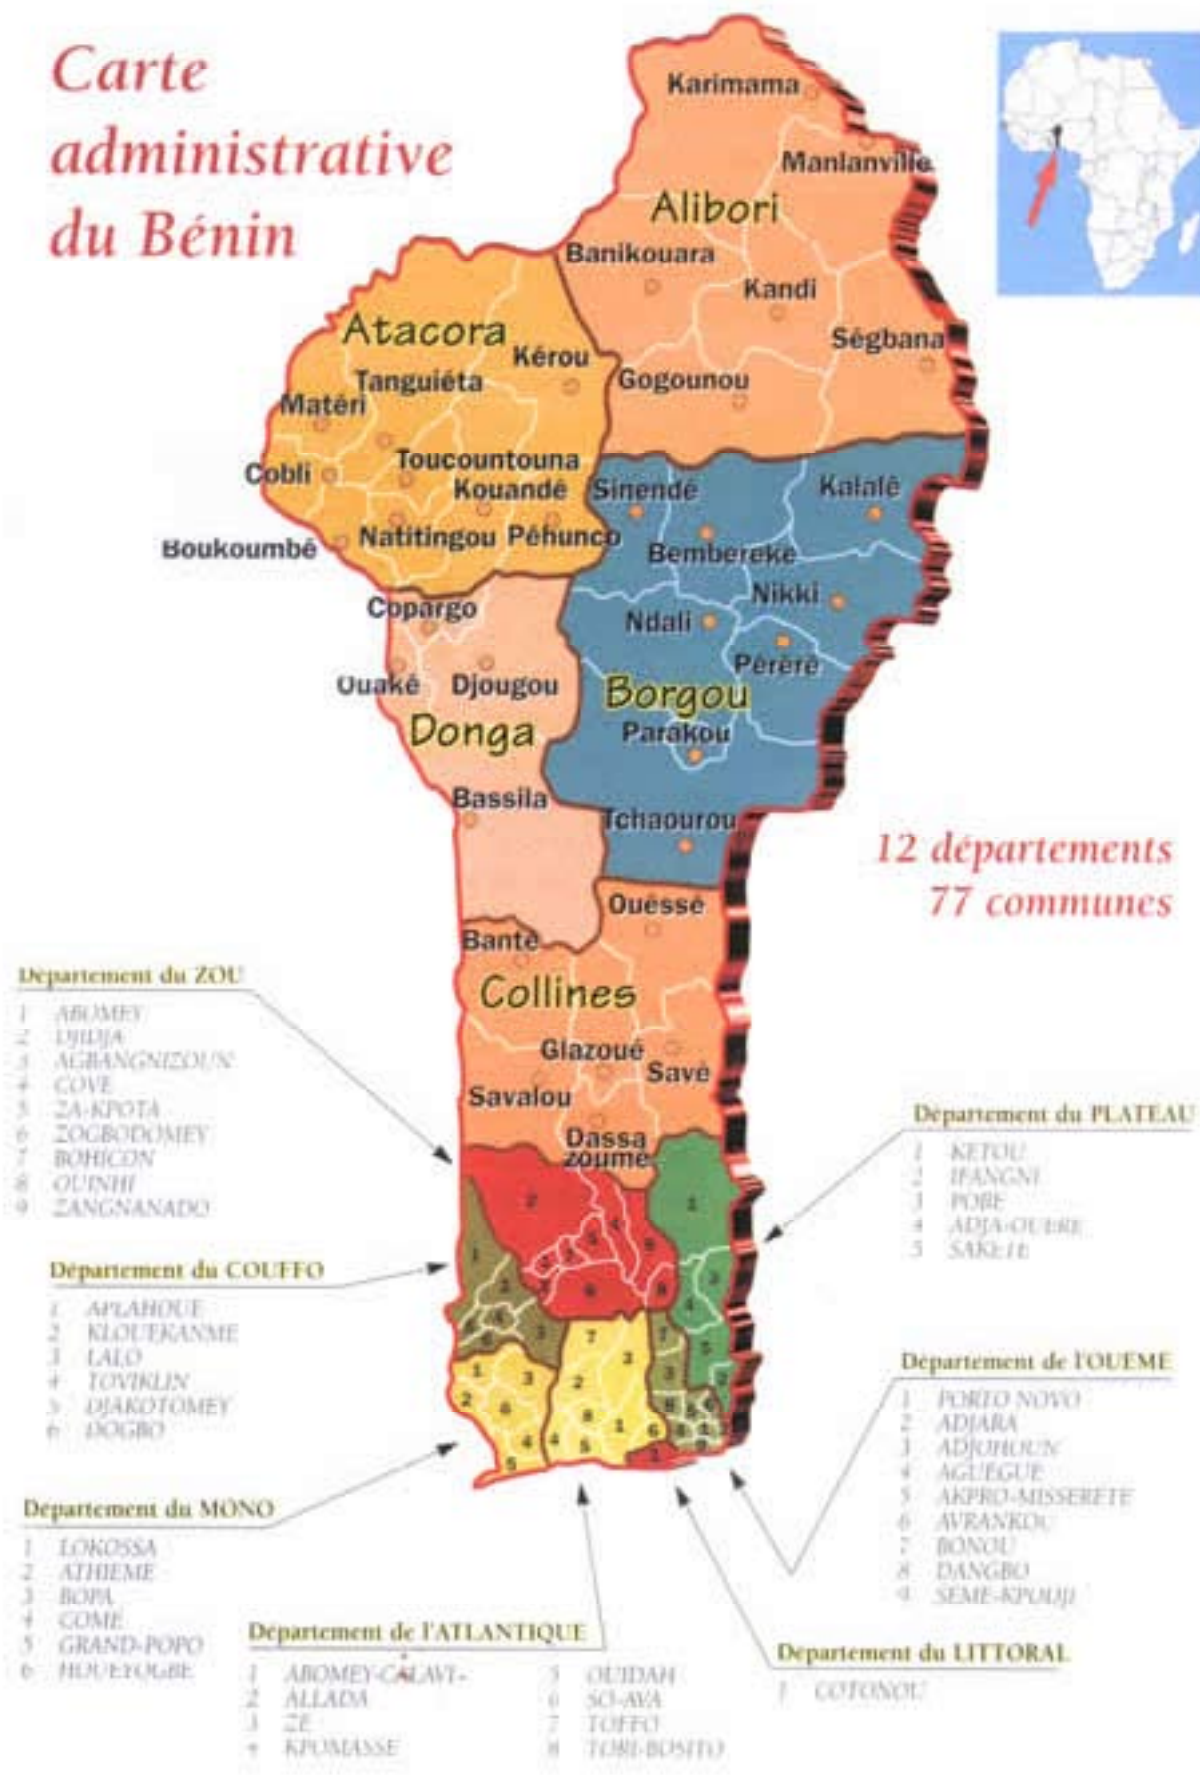 Carte
administrative
du Bénin
Karimama
Manlanville
Alibori
Banikouara
Kandi
Ségbana
Gogounou
Atacora
Kérou
Tanguiéta
Matéri
Cobli
Toucountouna
Kouandé
Natitingou
Péhunco
Boukoumbé
Sinendé
Kalalé
Bembereke
Nikki
Ndali
Pérèrè
Borgou
Parakou
Tchaourou
Copargo
Ouaké
Djougou
Donga
Bassila
12 départements
77 communes
Ouéssé
Bantè
Collines
Glazoué
Savè
Savalou
Dassa
zoumé
Département du ZOU
1 ABOMEY
2 DJIDJA
3 AGBANGNIZOUN
4 COVE
5 ZA-KPOTA
6 ZOGBODOMEY
7 BOHICON
8 OUINHI
9 ZANGNANADO
Département du COUFFO
1 APLAHOUE
2 KLOUEKANME
3 LALO
4 TOVIKLIN
5 DJAKOTOMEY
6 DOGBO
Département du MONO
1 LOKOSSA
2 ATHIEME
3 BOPA
4 COME
5 GRAND-POPO
6 HOUEYOGBE
Département de l'ATLANTIQUE
1 ABOMEY-CALAVI
2 ALLADA
3 ZE
4 KPOMASSE
5 OUIDAH
6 SO-AVA
7 TOFFO
8 TORI-BOSITO
Département du PLATEAU
1 KETOU
2 IFANGNI
3 POBE
4 ADJA-OUERE
5 SAKETE
Département de l'OUEME
1 PORTO NOVO
2 ADJARA
3 ADJOHOUN
4 AGUEGUE
5 AKPRO-MISSERETE
6 AVRANKOU
7 BONOU
8 DANGBO
9 SEME-KPODJI
Département du LITTORAL
1 COTONOU